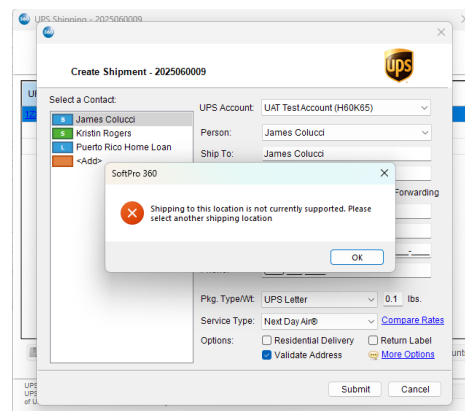 UPS Shipping - 2025060009
Create Shipment - 2025060009
ups
Select a Contact:
B James Colucci
S Kristin Rogers
L Puerto Rico Home Loan
<Add>
UPS Account: UAT Test Account (H60K65)
Person: James Colucci
Ship To: James Colucci
Forwarding
SoftPro 360
Shipping to this location is not currently supported. Please
select another shipping location
OK
Pkg. Type/Wt: UPS Letter 0.1 lbs.
Service Type: Next Day Air® Compare Rates
Options: Residential Delivery Return Label
Validate Address More Options
Submit Cancel
UPS
UPS
of U